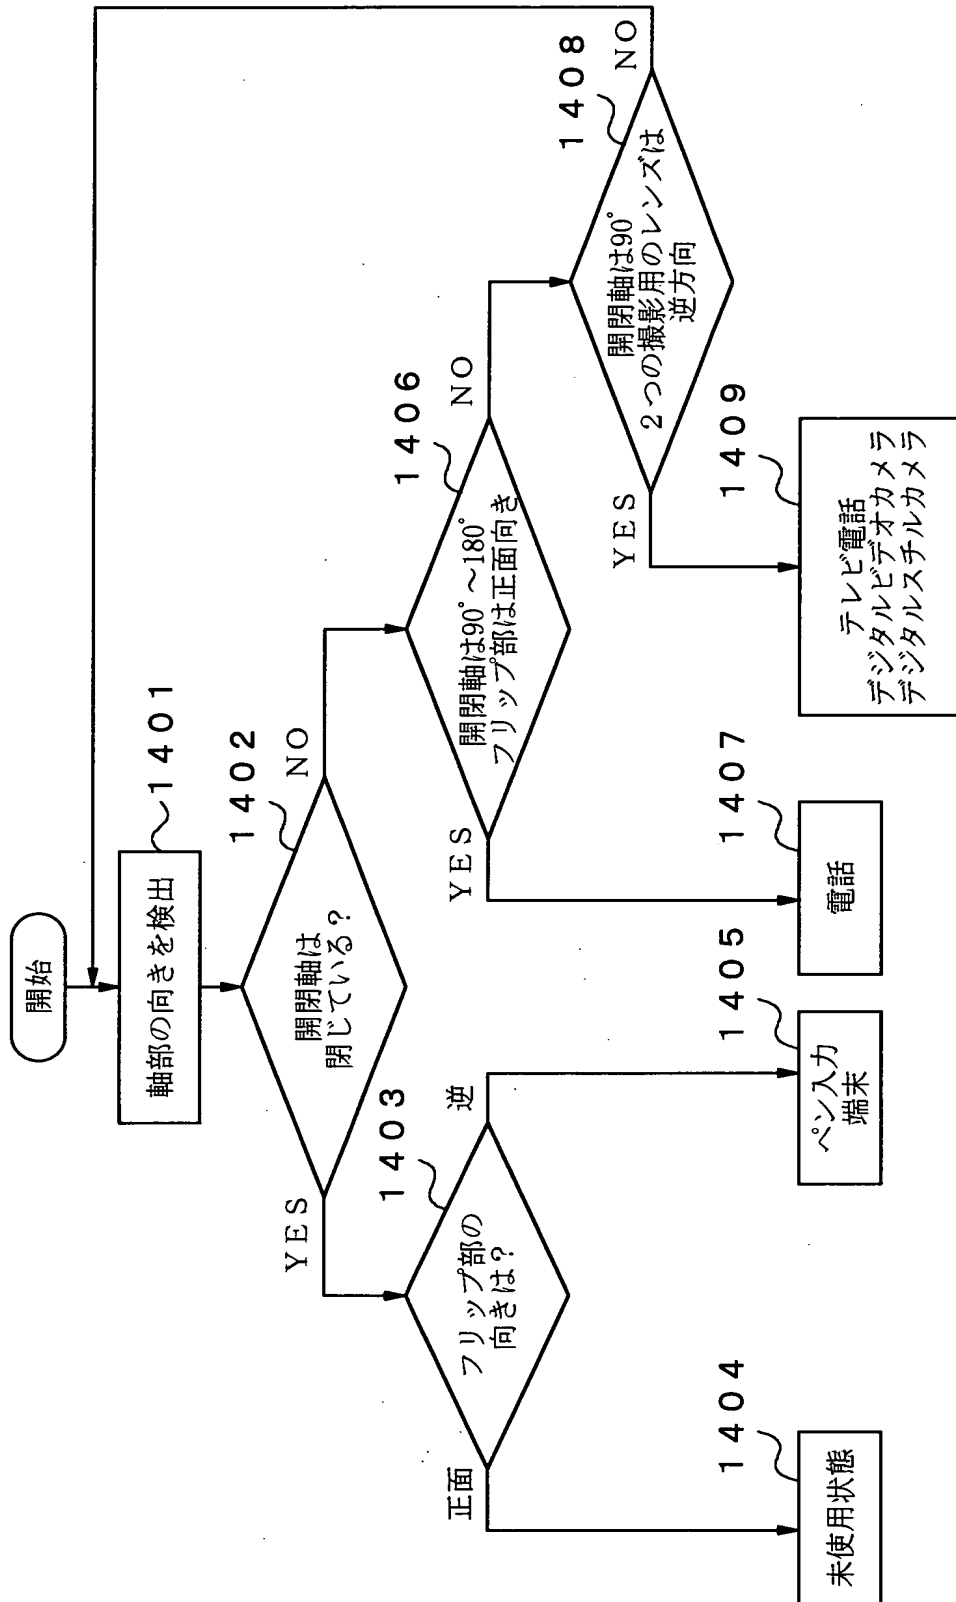 開始
軸部の向きを検出
1401
開閉軸は
閉じている?
1402
YES
NO
フリップ部の
向きは?
1403
正面
逆
未使用状態
1404
ペン入力
端末
1405
開閉軸は90°～180°
フリップ部は正面向き
1406
YES
NO
電話
1407
開閉軸は90°
2つの撮影用のレンズは
逆方向
1408
YES
NO
テレビ電話
デジタルビデオカメラ
デジタルスチルカメラ
1409